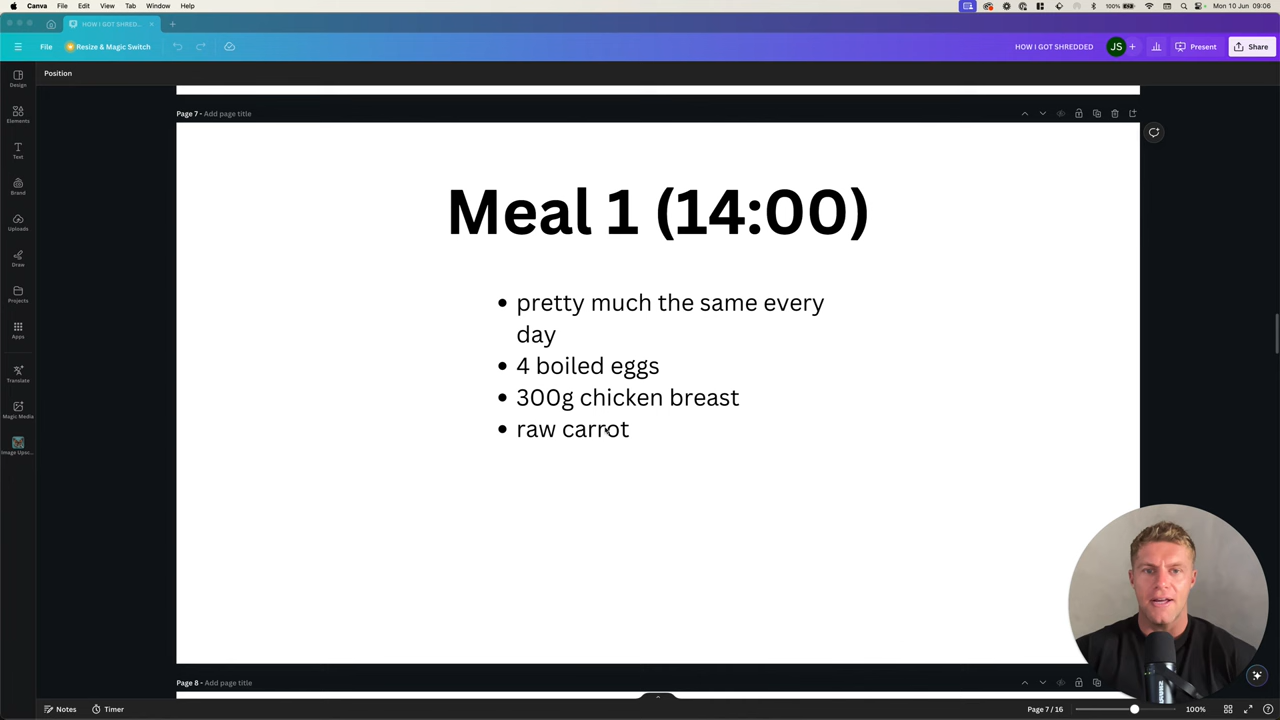 Canva File Edit View Tab Window Help
100% Mon 10 Jun 09:06
HOW I GOT SHRED...
File Resize & Magic Switch
HOW I GOT SHREDDED JS Present Share
Position
Design
Elements
Text
Brand
Uploads
Draw
Projects
Apps
Translate
Magic Media
Image Upsc...
Page 7 - Add page title
Meal 1 (14:00)
• pretty much the same every
day
• 4 boiled eggs
• 300g chicken breast
• raw carrot
Page 8 - Add page title
Notes Timer
Page 7 / 16 100%